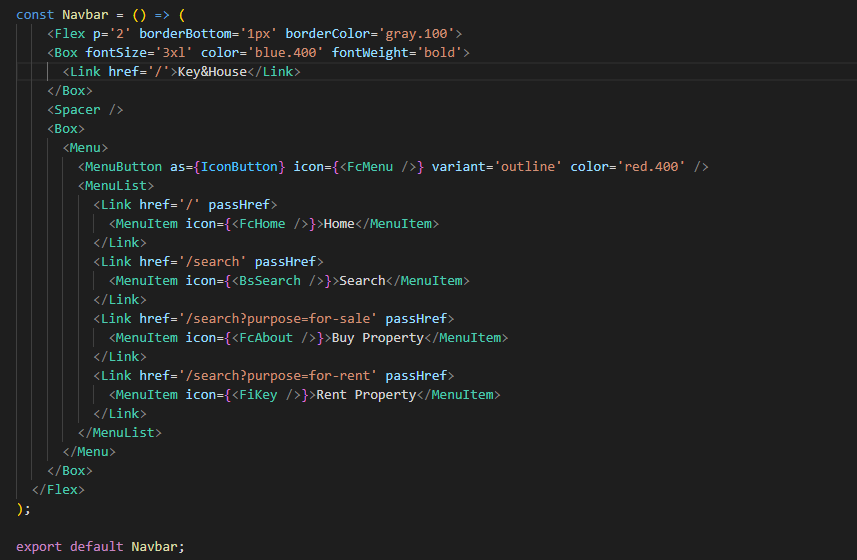 const Navbar = () => (
    <Flex p='2' borderBottom='1px' borderColor='gray.100'>
    <Box fontSize='3xl' color='blue.400' fontWeight='bold'>
      <Link href='/'>Key&House</Link>
    </Box>
    <Spacer />
    <Box>
      <Menu>
        <MenuButton as={IconButton} icon={<FcMenu />} variant='outline' color='red.400' />
        <MenuList>
          <Link href='/' passHref>
            <MenuItem icon={<FcHome />}>Home</MenuItem>
          </Link>
          <Link href='/search' passHref>
            <MenuItem icon={<BsSearch />}>Search</MenuItem>
          </Link>
          <Link href='/search?purpose=for-sale' passHref>
            <MenuItem icon={<FcAbout />}>Buy Property</MenuItem>
          </Link>
          <Link href='/search?purpose=for-rent' passHref>
            <MenuItem icon={<FiKey />}>Rent Property</MenuItem>
          </Link>
        </MenuList>
      </Menu>
    </Box>
  </Flex>
);

export default Navbar;